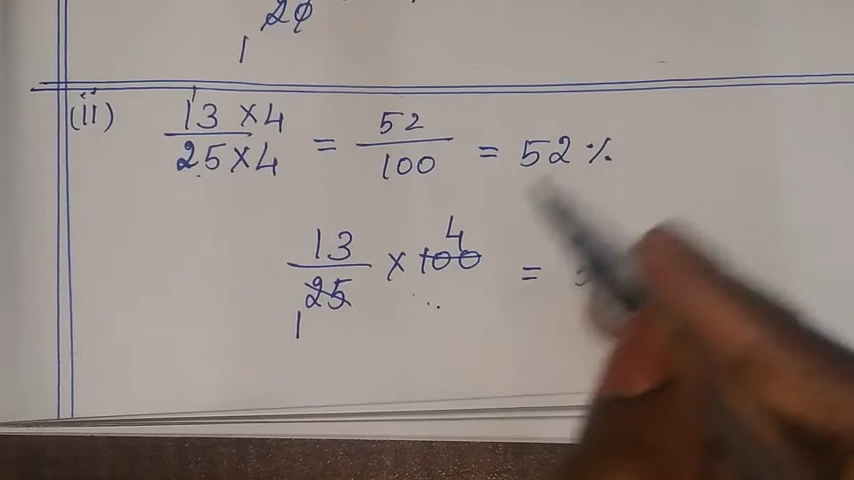 20
1
(ii) 13 × 4 / 25 × 4 = 52 / 100 = 52 %
13 / 25 × 100 =
4
1